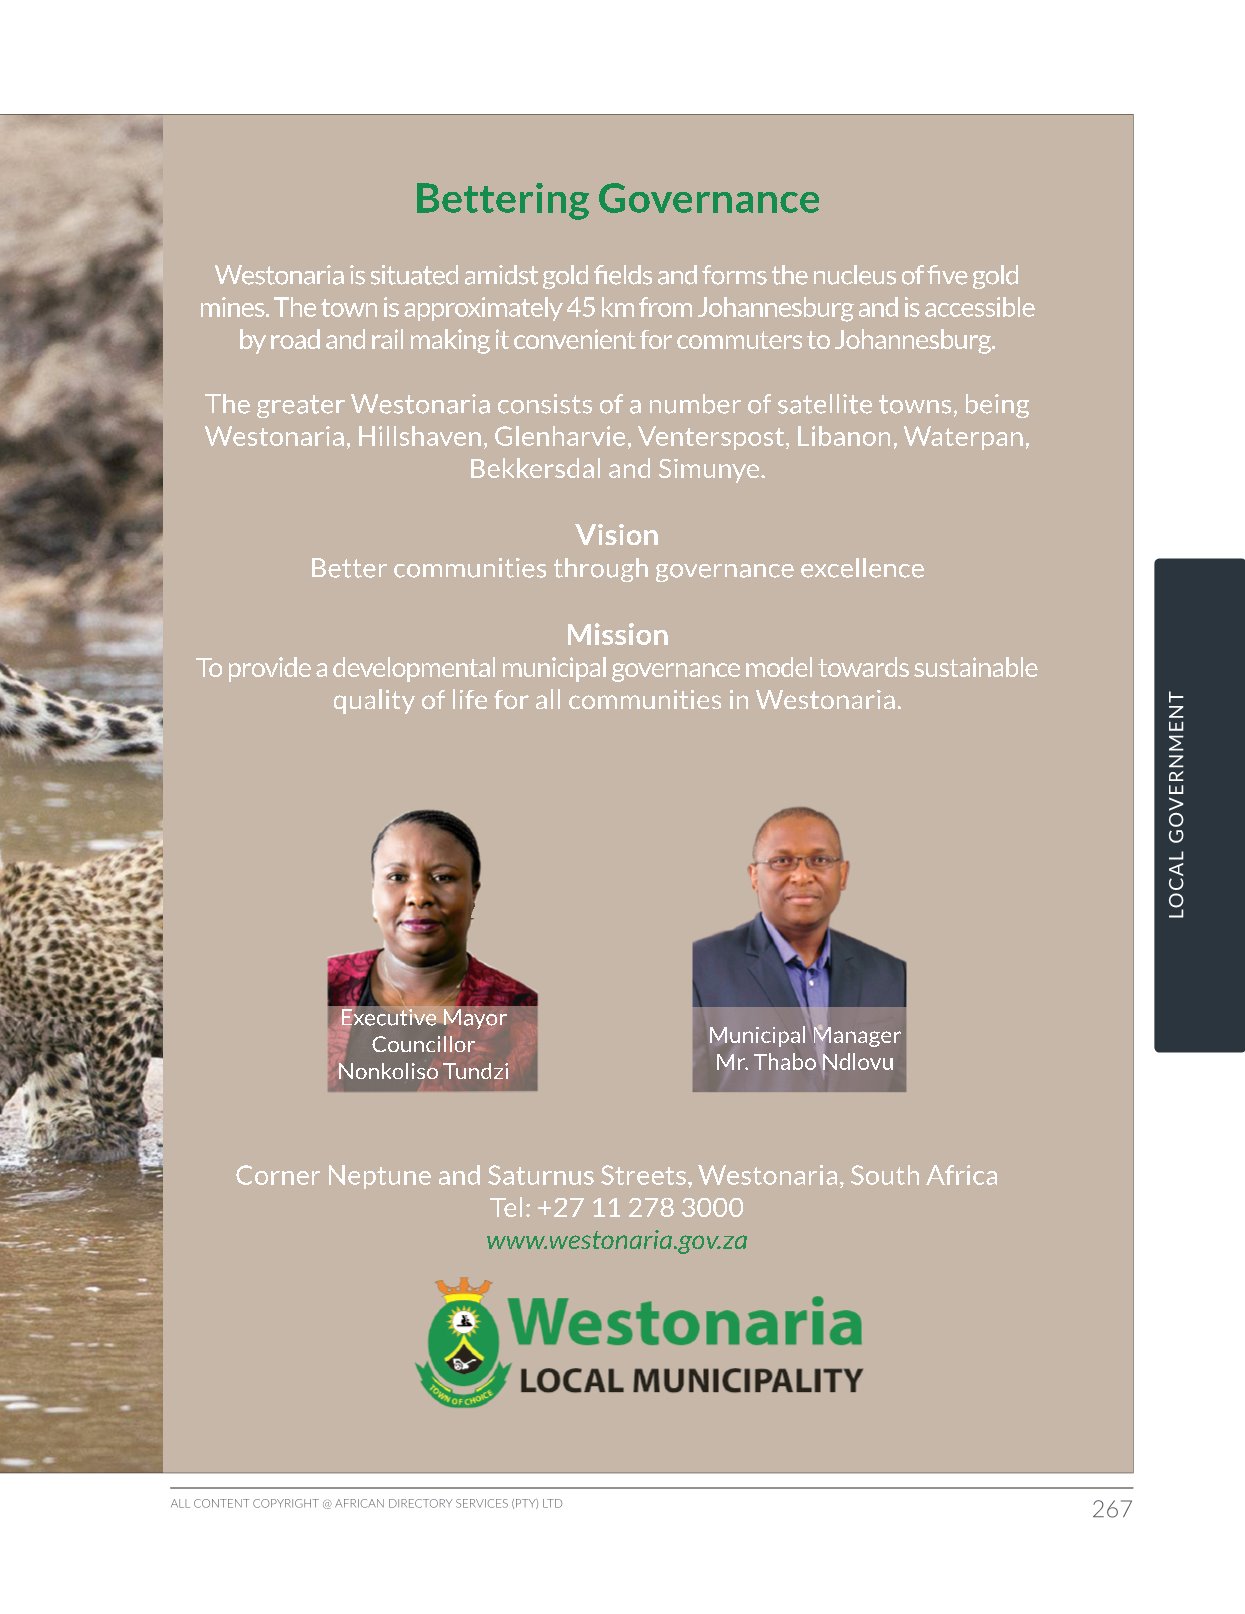 Bettering Governance
Westonaria is situated amidst gold fields and forms the nucleus of five gold
mines. The town is approximately 45 km from Johannesburg and is accessible
by road and rail making it convenient for commuters to Johannesburg.
The greater Westonaria consists of a number of satellite towns, being
Westonaria, Hillshaven, Glenharvie, Venterspost, Libanon, Waterpan,
Bekkersdal and Simunye.
Vision
Better communities through governance excellence
Mission
To provide a developmental municipal governance model towards sustainable
quality of life for all communities in Westonaria.
Executive Mayor
Councillor
Nonkoliso Tundzi
Municipal Manager
Mr. Thabo Ndlovu
Corner Neptune and Saturnus Streets, Westonaria, South Africa
Tel: +27 11 278 3000
www.westonaria.gov.za
Westonaria
LOCAL MUNICIPALITY
TOWN OF CHOICE
LOCAL GOVERNMENT
ALL CONTENT COPYRIGHT @ AFRICAN DIRECTORY SERVICES (PTY) LTD
267